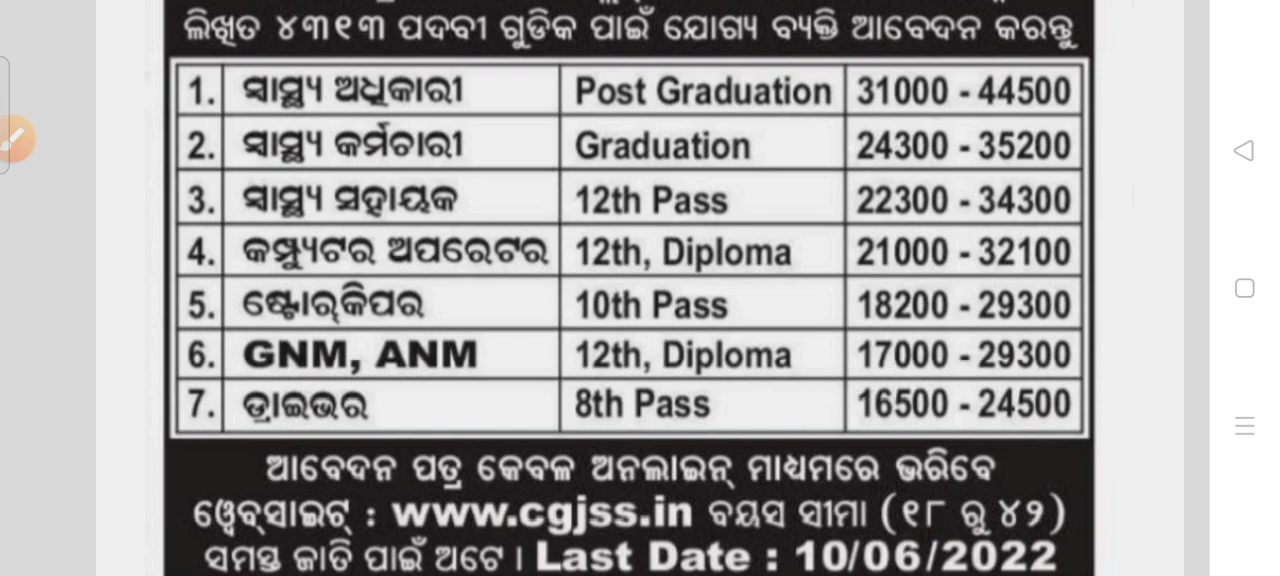 ଲିଖିତ ୪୩୧୩ ପଦବୀ ଗୁଡିକ ପାଇଁ ଯୋଗ୍ୟ ବ୍ୟକ୍ତି ଆବେଦନ କରନ୍ତୁ
1. ସ୍ୱାସ୍ଥ୍ୟ ଅଧିକାରୀ Post Graduation 31000 - 44500
2. ସ୍ୱାସ୍ଥ୍ୟ କର୍ମଚାରୀ Graduation 24300 - 35200
3. ସ୍ୱାସ୍ଥ୍ୟ ସହାୟକ 12th Pass 22300 - 34300
4. କମ୍ପ୍ୟୁଟର ଅପରେଟର 12th, Diploma 21000 - 32100
5. ଷ୍ଟୋର୍‌କିପର 10th Pass 18200 - 29300
6. GNM, ANM 12th, Diploma 17000 - 29300
7. ଡ୍ରାଇଭର 8th Pass 16500 - 24500
ଆବେଦନ ପତ୍ର କେବଳ ଅନଲାଇନ୍ ମାଧ୍ୟମରେ ଭରିବେ
ୱେବ୍‌ସାଇଟ୍ : www.cgjss.in ବୟସ ସୀମା (୧୮ ରୁ ୪୨)
ସମସ୍ତ ଜାତି ପାଇଁ ଅଟେ । Last Date : 10/06/2022